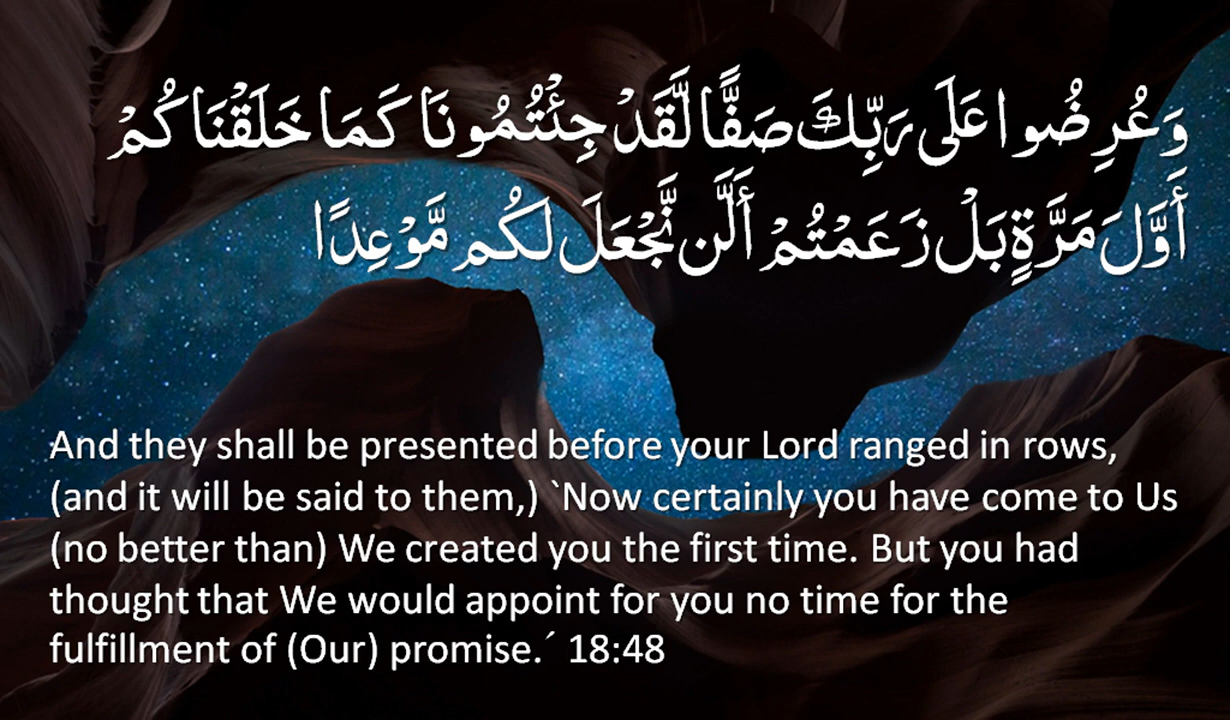 وَعُرِضُوا عَلَى رَبِّكَ صَفًّا لَّقَدْ جِئْتُمُونَا كَمَا خَلَقْنَاكُمْ
أَوَّلَ مَرَّةٍ بَلْ زَعَمْتُمْ أَلَّن نَّجْعَلَ لَكُم مَّوْعِدًا
And they shall be presented before your Lord ranged in rows,
(and it will be said to them,) `Now certainly you have come to Us
(no better than) We created you the first time. But you had
thought that We would appoint for you no time for the
fulfillment of (Our) promise.´ 18:48